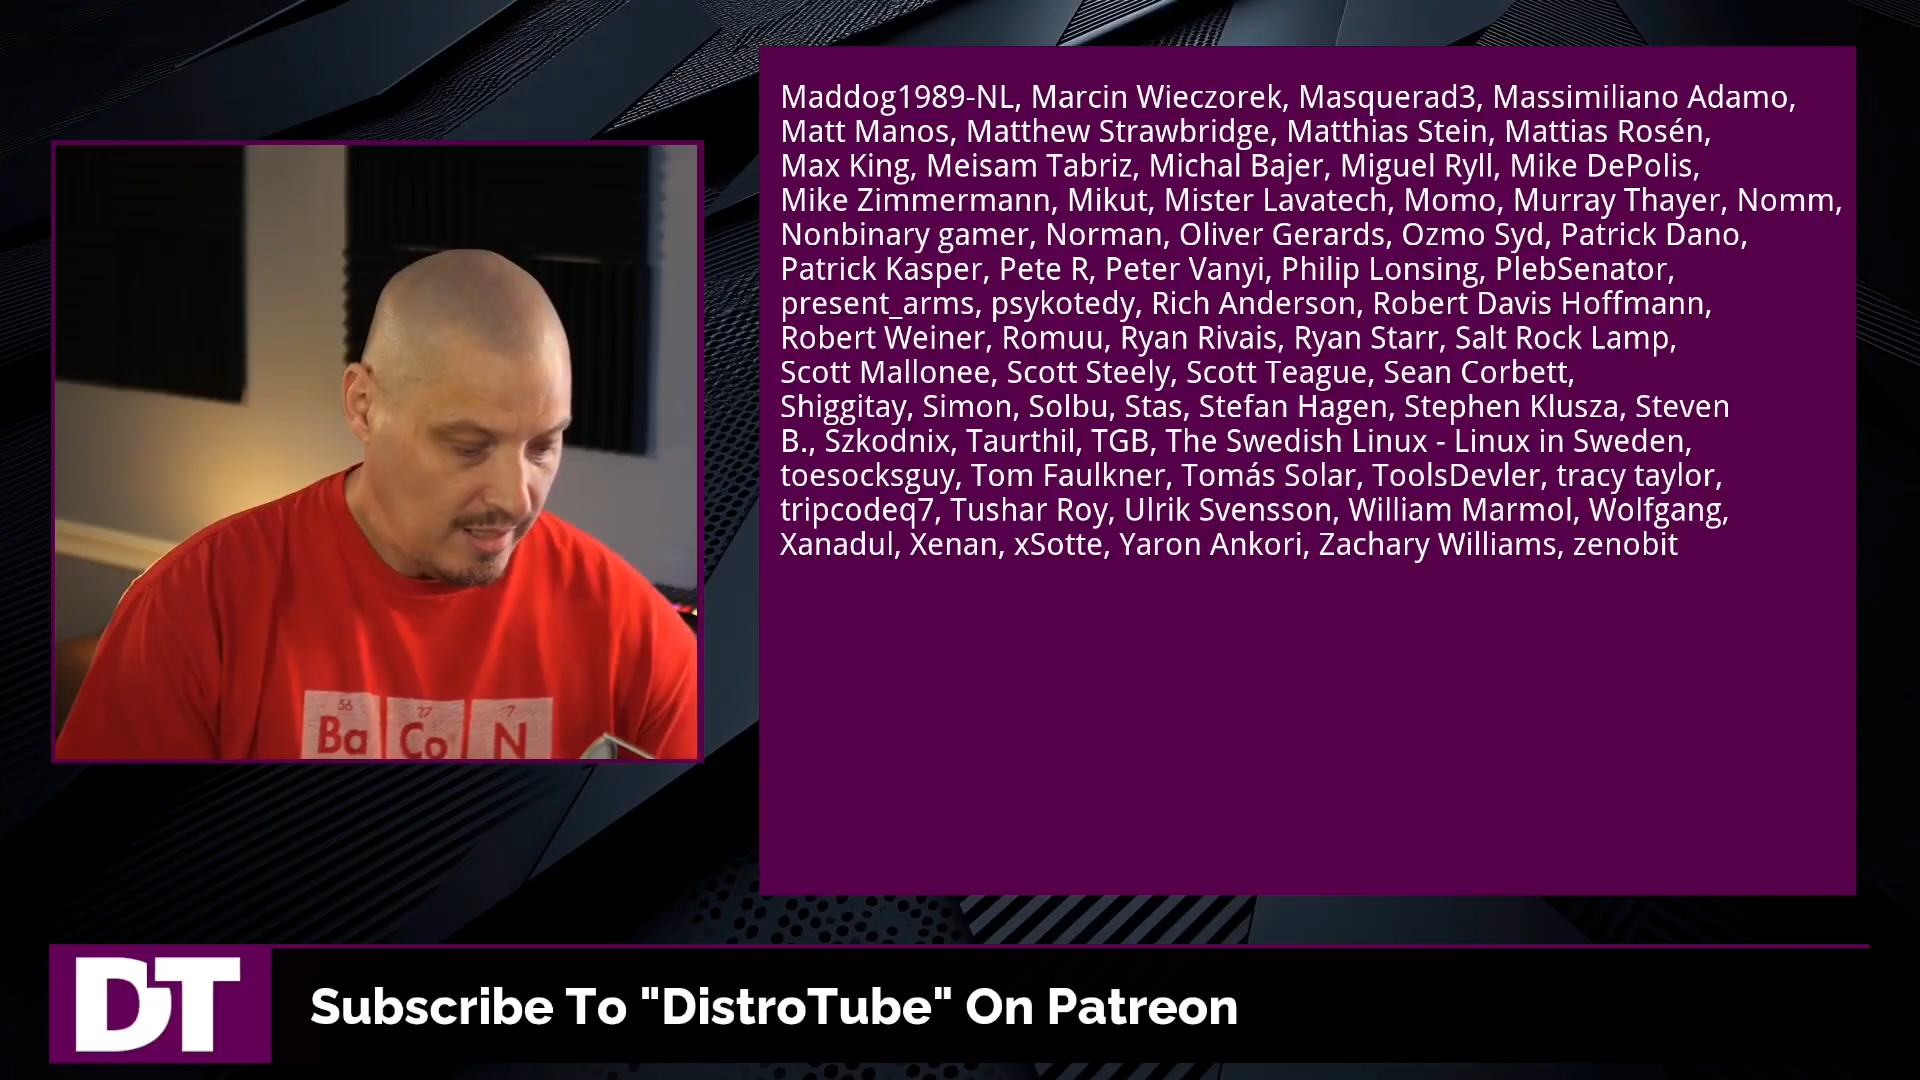 Maddog1989-NL, Marcin Wieczorek, Masquerad3, Massimiliano Adamo,
Matt Manos, Matthew Strawbridge, Matthias Stein, Mattias Rosén,
Max King, Meisam Tabriz, Michal Bajer, Miguel Ryll, Mike DePolis,
Mike Zimmermann, Mikut, Mister Lavatech, Momo, Murray Thayer, Nomm,
Nonbinary gamer, Norman, Oliver Gerards, Ozmo Syd, Patrick Dano,
Patrick Kasper, Pete R, Peter Vanyi, Philip Lonsing, PlebSenator,
present_arms, psykotedy, Rich Anderson, Robert Davis Hoffmann,
Robert Weiner, Romuu, Ryan Rivais, Ryan Starr, Salt Rock Lamp,
Scott Mallonee, Scott Steely, Scott Teague, Sean Corbett,
Shiggitay, Simon, Solbu, Stas, Stefan Hagen, Stephen Klusza, Steven
B., Szkodnix, Taurthil, TGB, The Swedish Linux - Linux in Sweden,
toesocksguy, Tom Faulkner, Tomás Solar, ToolsDevler, tracy taylor,
tripcodeq7, Tushar Roy, Ulrik Svensson, William Marmol, Wolfgang,
Xanadul, Xenan, xSotte, Yaron Ankori, Zachary Williams, zenobit
56 27 7
Ba Co N
DT
Subscribe To "DistroTube" On Patreon